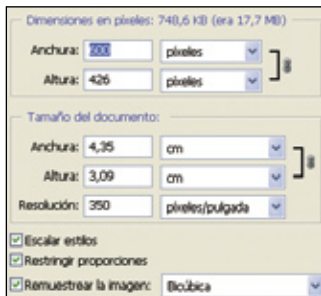 Dimensiones en píxeles: 748,6 KB (era 17,7 MB)
Anchura: 600 píxeles
Altura: 426 píxeles
Tamaño del documento:
Anchura: 4,35 cm
Altura: 3,09 cm
Resolución: 350 píxeles/pulgada
Escalar estilos
Restringir proporciones
Remuestrear la imagen: Bicúbica